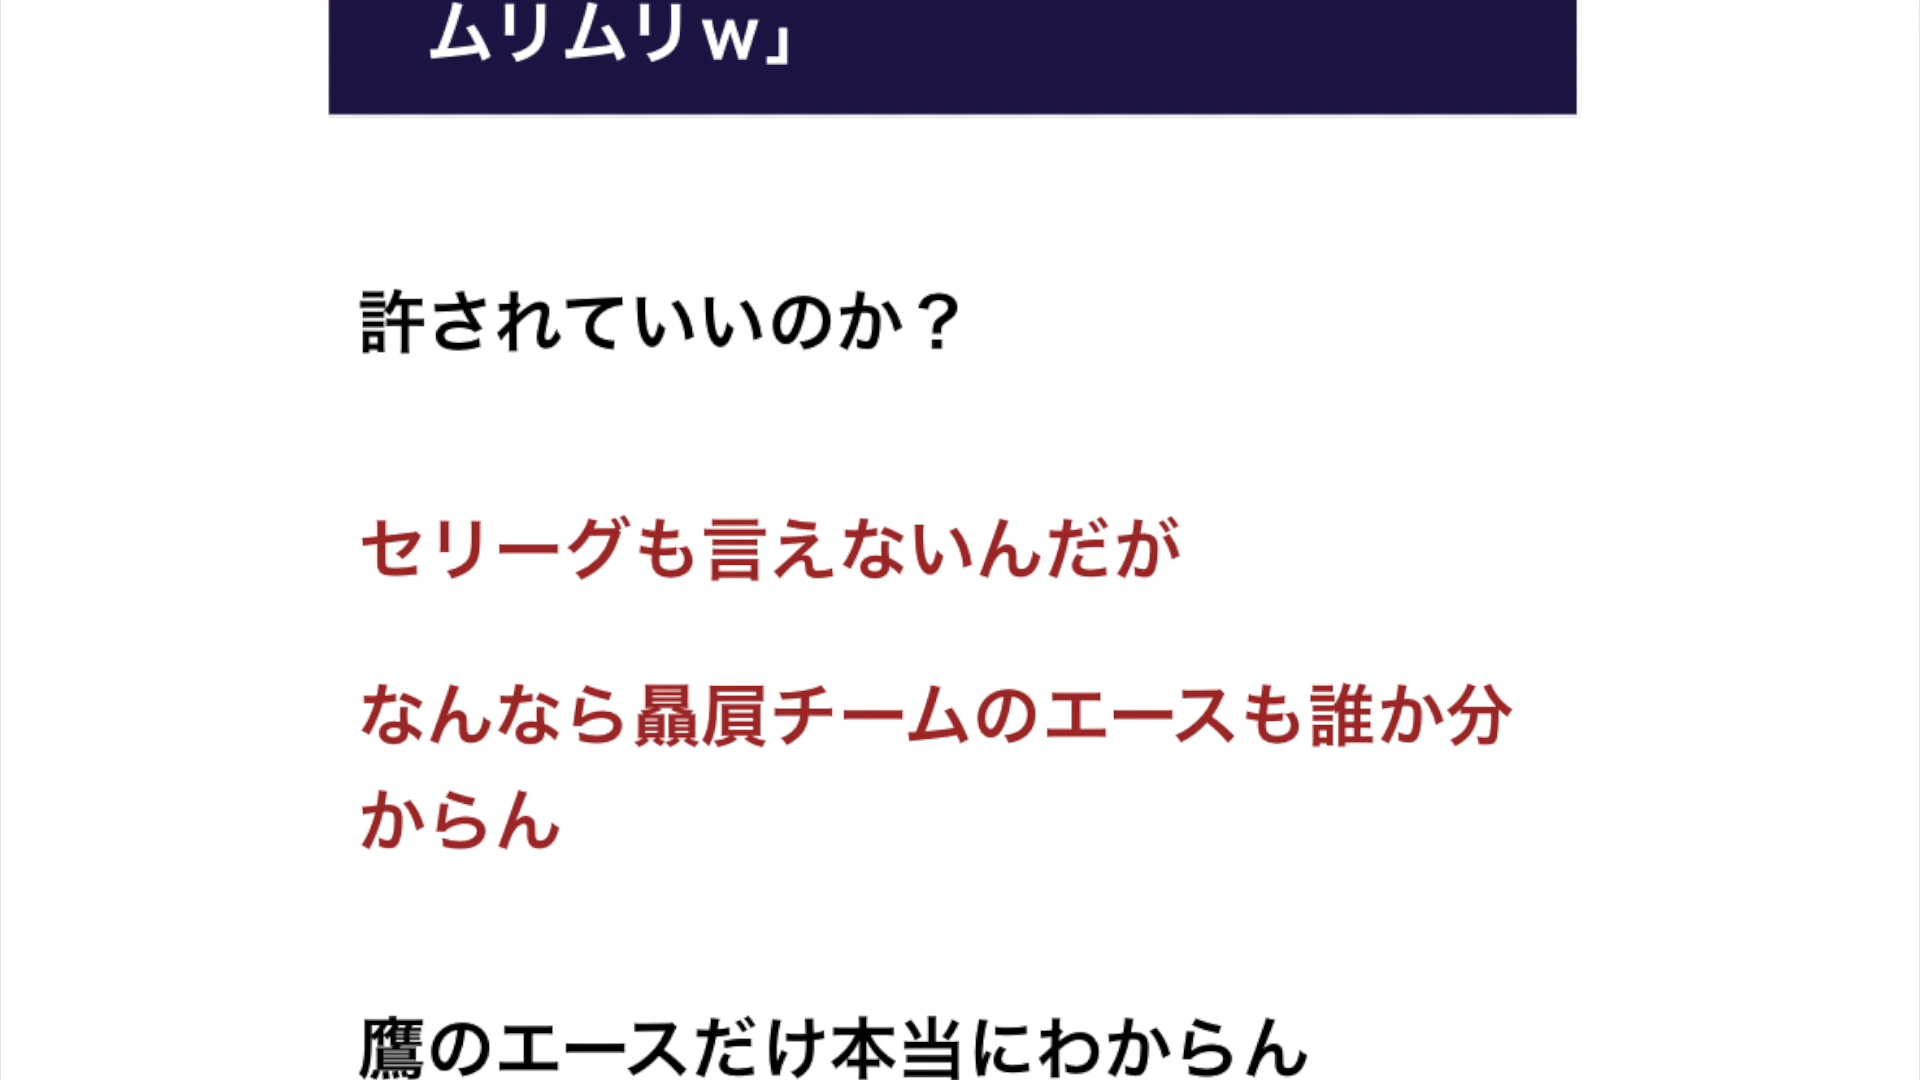 ムリムリｗ」
許されていいのか？
セリーグも言えないんだが
なんなら贔屓チームのエースも誰か分
からん
鷹のエースだけ本当にわからん